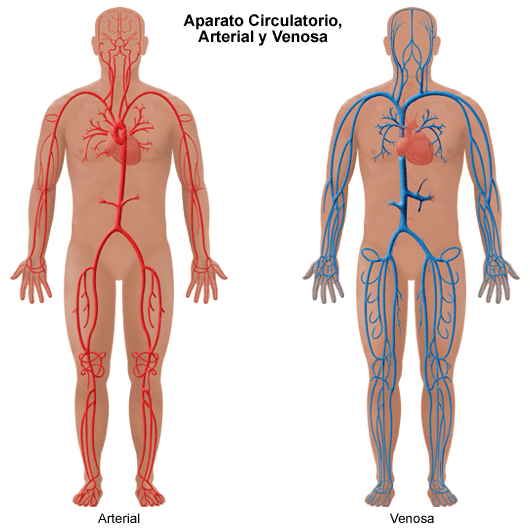 Aparato Circulatorio,
Arterial y Venosa
Arterial
Venosa